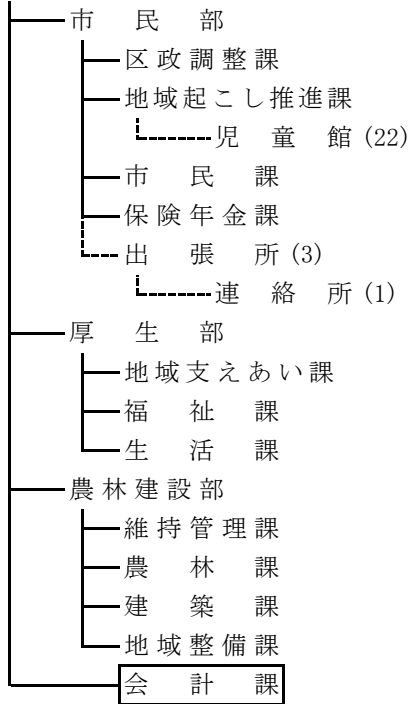 市民部
区政調整課
地域起こし推進課
児童館(22)
市民課
保険年金課
出張所(3)
連絡所(1)
厚生部
地域支えあい課
福祉課
生活課
農林建設部
維持管理課
農林課
建築課
地域整備課
会計課